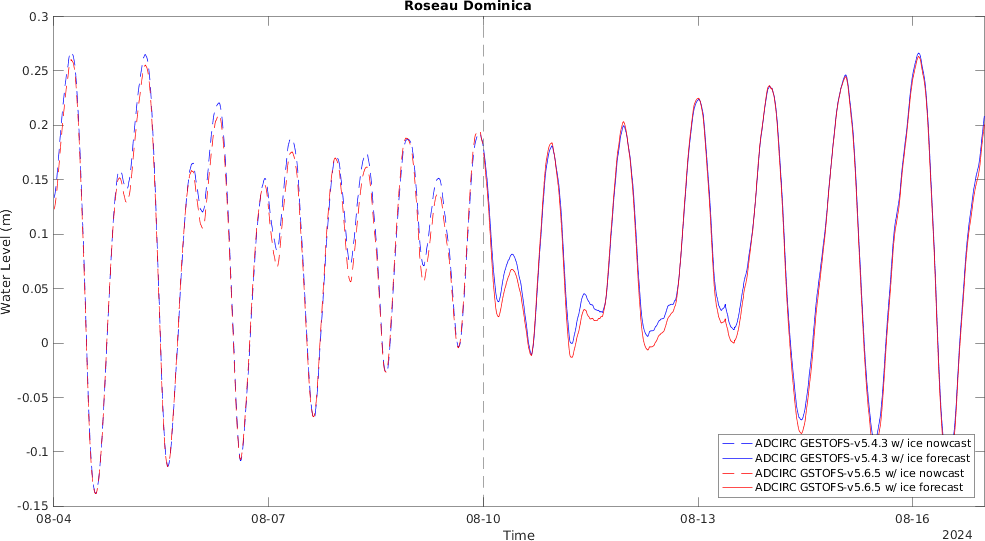 Roseau Dominica
0.3
0.25
0.2
0.15
0.1
0.05
0
-0.05
-0.1
-0.15
Water Level (m)
08-04
08-07
08-10
08-13
08-16
Time
2024
ADCIRC GESTOFS-v5.4.3 w/ ice nowcast
ADCIRC GESTOFS-v5.4.3 w/ ice forecast
ADCIRC GSTOFS-v5.6.5 w/ ice nowcast
ADCIRC GSTOFS-v5.6.5 w/ ice forecast